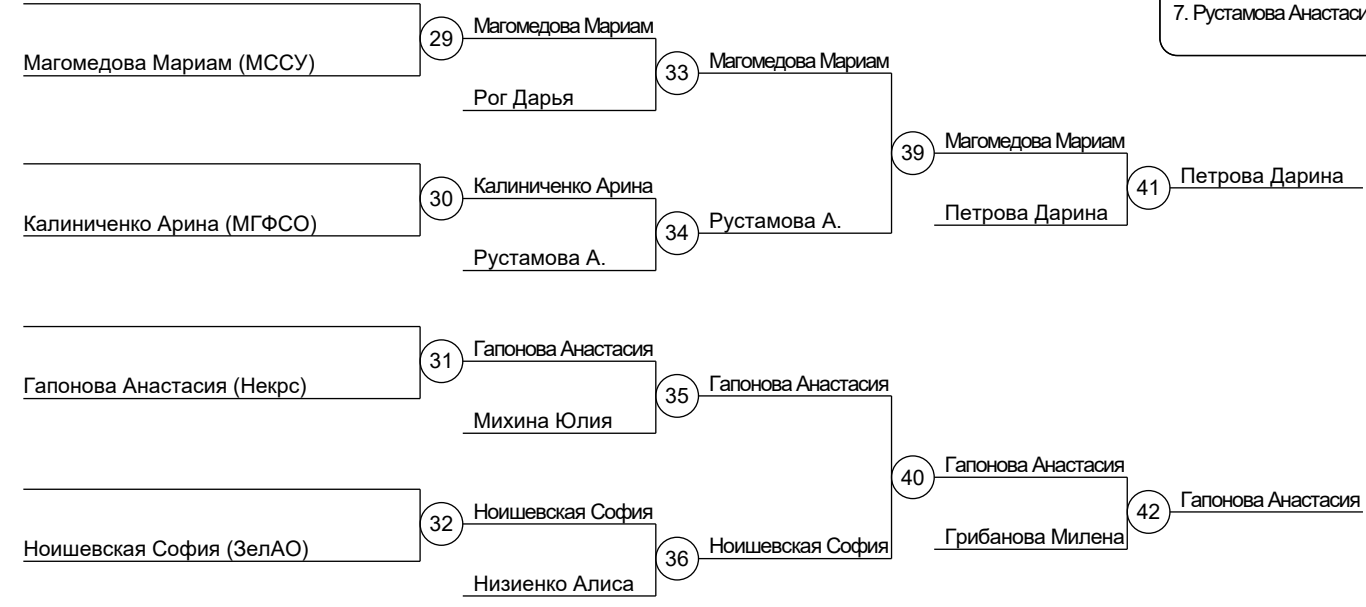 7. Рустамова Анастаси
Магомедова Мариам
29
Магомедова Мариам (МССУ)
Магомедова Мариам
33
Рог Дарья
Магомедова Мариам
39
Калиниченко Арина
30
Калиниченко Арина (МГФСО)
Рустамова А.
34
Рустамова А.
Петрова Дарина
41
Петрова Дарина
Гапонова Анастасия
31
Гапонова Анастасия (Некрс)
Гапонова Анастасия
35
Михина Юлия
Гапонова Анастасия
40
Ноишевская София
32
Ноишевская София (ЗелАО)
Ноишевская София
36
Низиенко Алиса
Грибанова Милена
42
Гапонова Анастасия